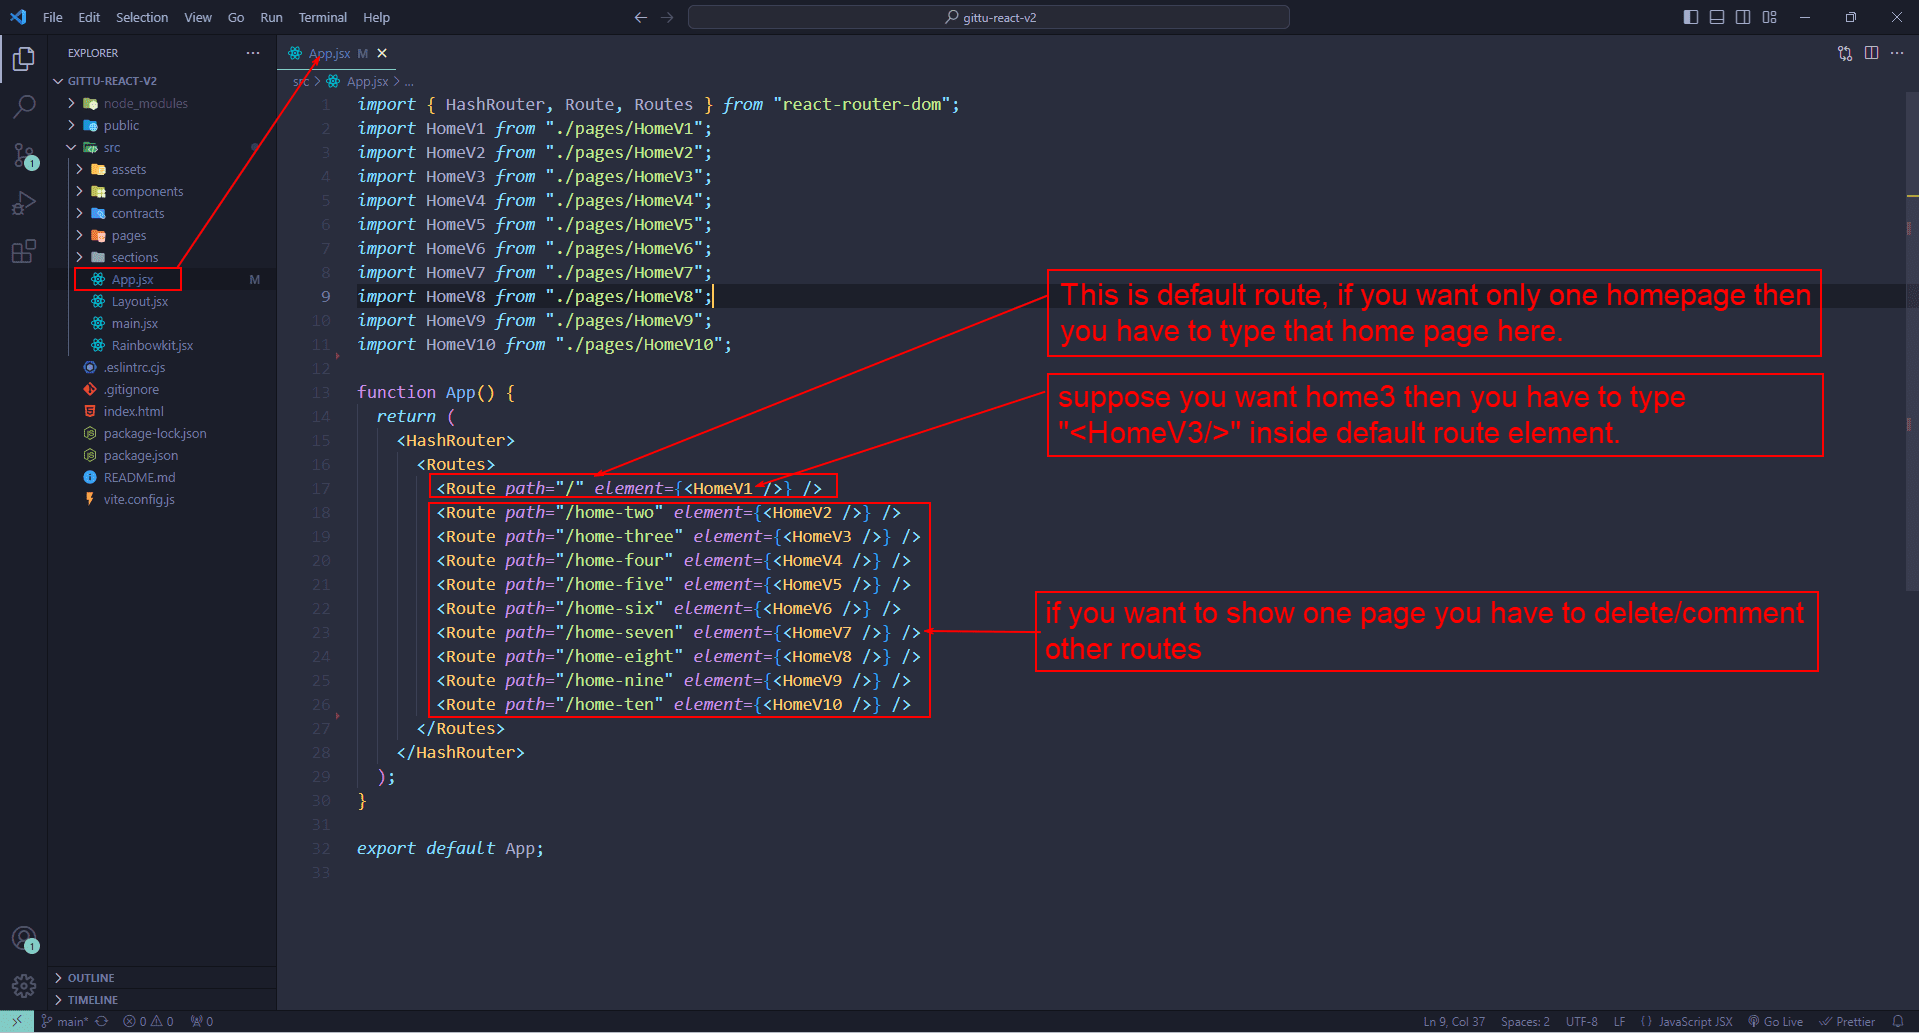 File Edit Selection View Go Run Terminal Help
gittu-react-v2
EXPLORER
GITTU-REACT-V2
node_modules
public
src
assets
components
contracts
pages
sections
App.jsx M
Layout.jsx
main.jsx
Rainbowkit.jsx
.eslintrc.cjs
.gitignore
index.html
package-lock.json
package.json
README.md
vite.config.js
OUTLINE
TIMELINE
1
1
App.jsx M
src > App.jsx > ...
1 import { HashRouter, Route, Routes } from "react-router-dom";
2 import HomeV1 from "./pages/HomeV1";
3 import HomeV2 from "./pages/HomeV2";
4 import HomeV3 from "./pages/HomeV3";
5 import HomeV4 from "./pages/HomeV4";
6 import HomeV5 from "./pages/HomeV5";
7 import HomeV6 from "./pages/HomeV6";
8 import HomeV7 from "./pages/HomeV7";
9 import HomeV8 from "./pages/HomeV8";
10 import HomeV9 from "./pages/HomeV9";
11 import HomeV10 from "./pages/HomeV10";
12
13 function App() {
14 return (
15 <HashRouter>
16 <Routes>
17 <Route path="/" element={<HomeV1 />} />
18 <Route path="/home-two" element={<HomeV2 />} />
19 <Route path="/home-three" element={<HomeV3 />} />
20 <Route path="/home-four" element={<HomeV4 />} />
21 <Route path="/home-five" element={<HomeV5 />} />
22 <Route path="/home-six" element={<HomeV6 />} />
23 <Route path="/home-seven" element={<HomeV7 />} />
24 <Route path="/home-eight" element={<HomeV8 />} />
25 <Route path="/home-nine" element={<HomeV9 />} />
26 <Route path="/home-ten" element={<HomeV10 />} />
27 </Routes>
28 </HashRouter>
29 );
30 }
31
32 export default App;
33
This is default route, if you want only one homepage then
you have to type that home page here.
suppose you want home3 then you have to type
"<HomeV3/>" inside default route element.
if you want to show one page you have to delete/comment
other routes
main* 0 0 0
Ln 9, Col 37 Spaces: 2 UTF-8 LF JavaScript JSX Go Live Prettier